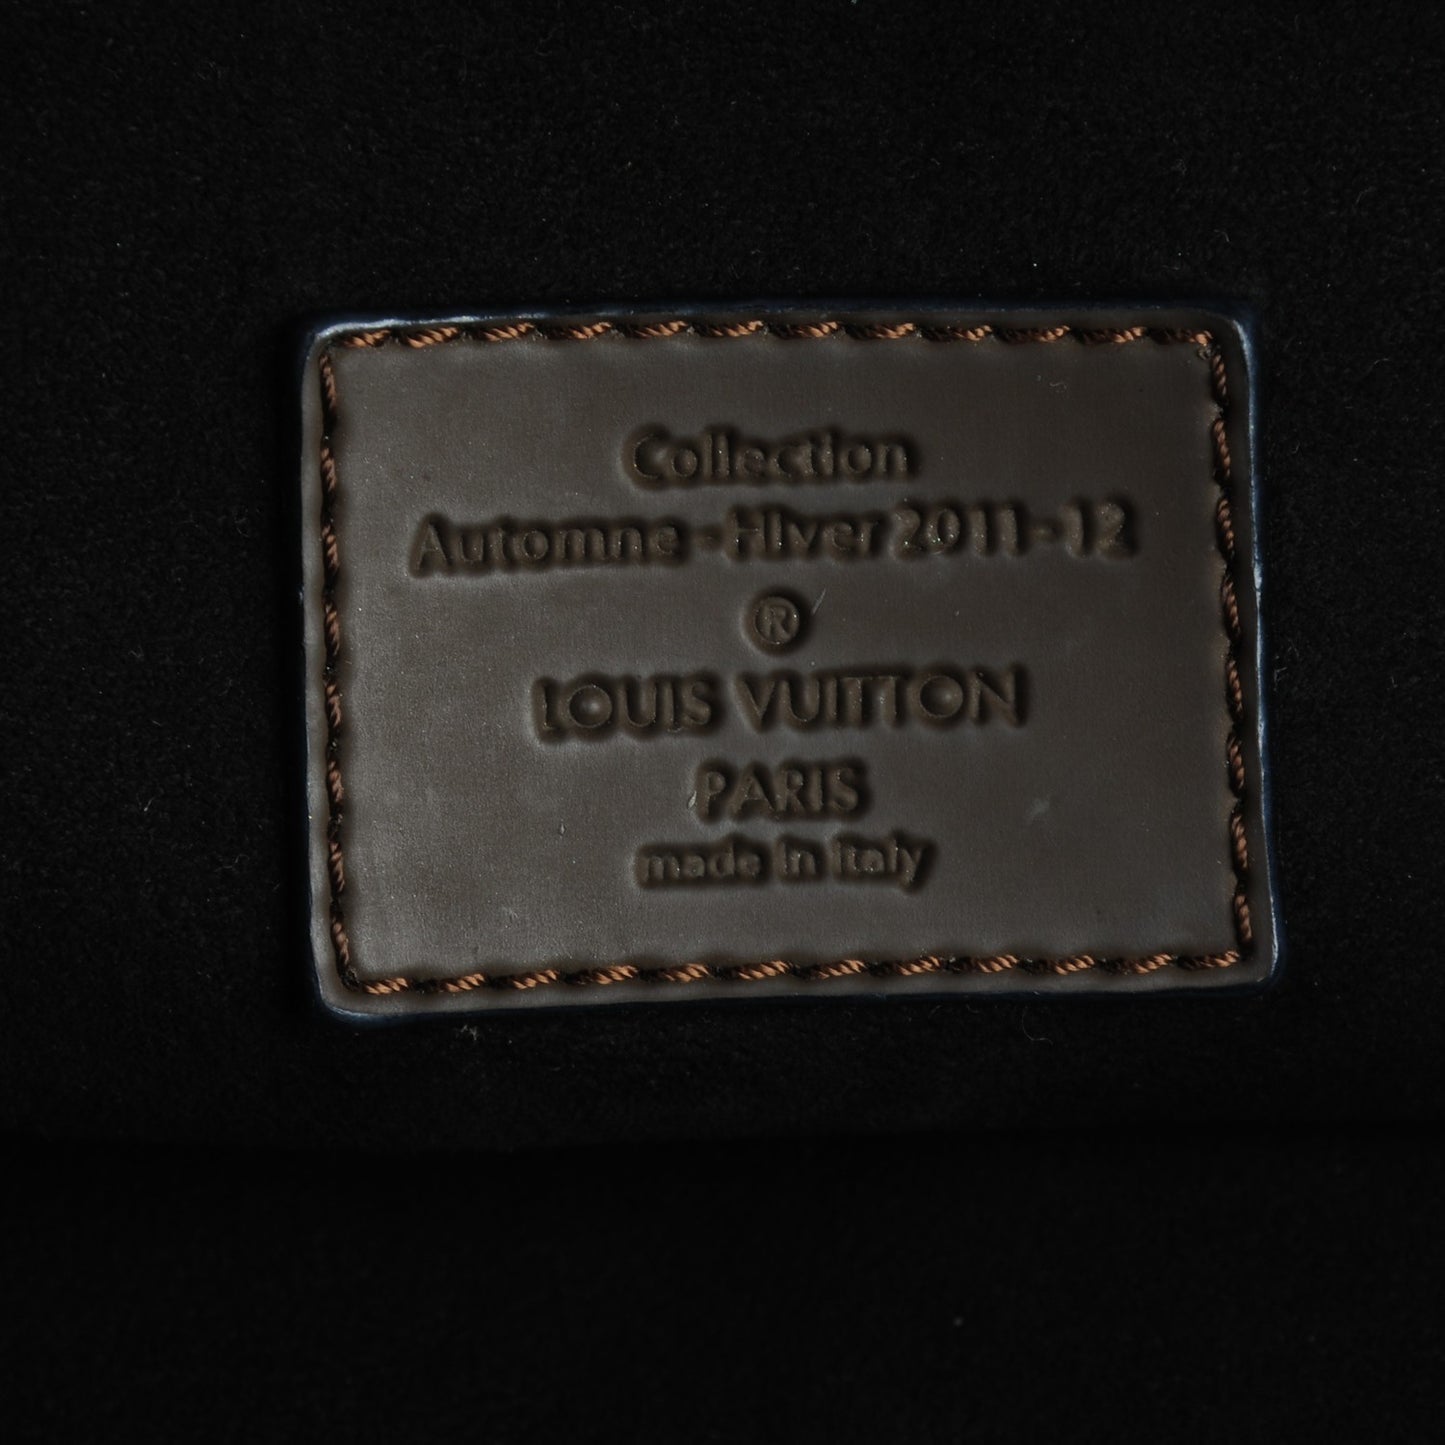 Collection
Automne - Hiver 2011 - 12
®
LOUIS VUITTON
PARIS
made in italy